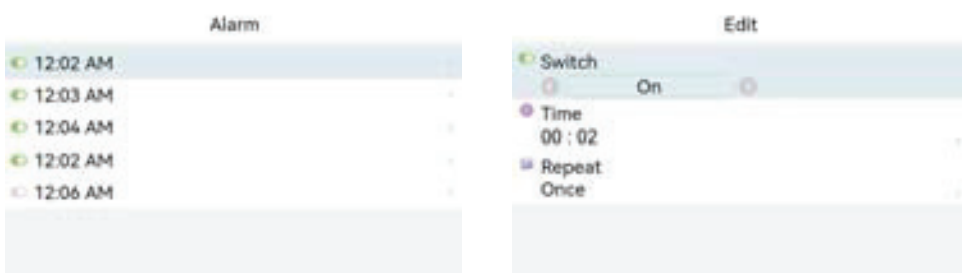 Alarm
12:02 AM
12:03 AM
12:04 AM
12:02 AM
12:06 AM
Edit
Switch
On
Time
00 : 02
Repeat
Once